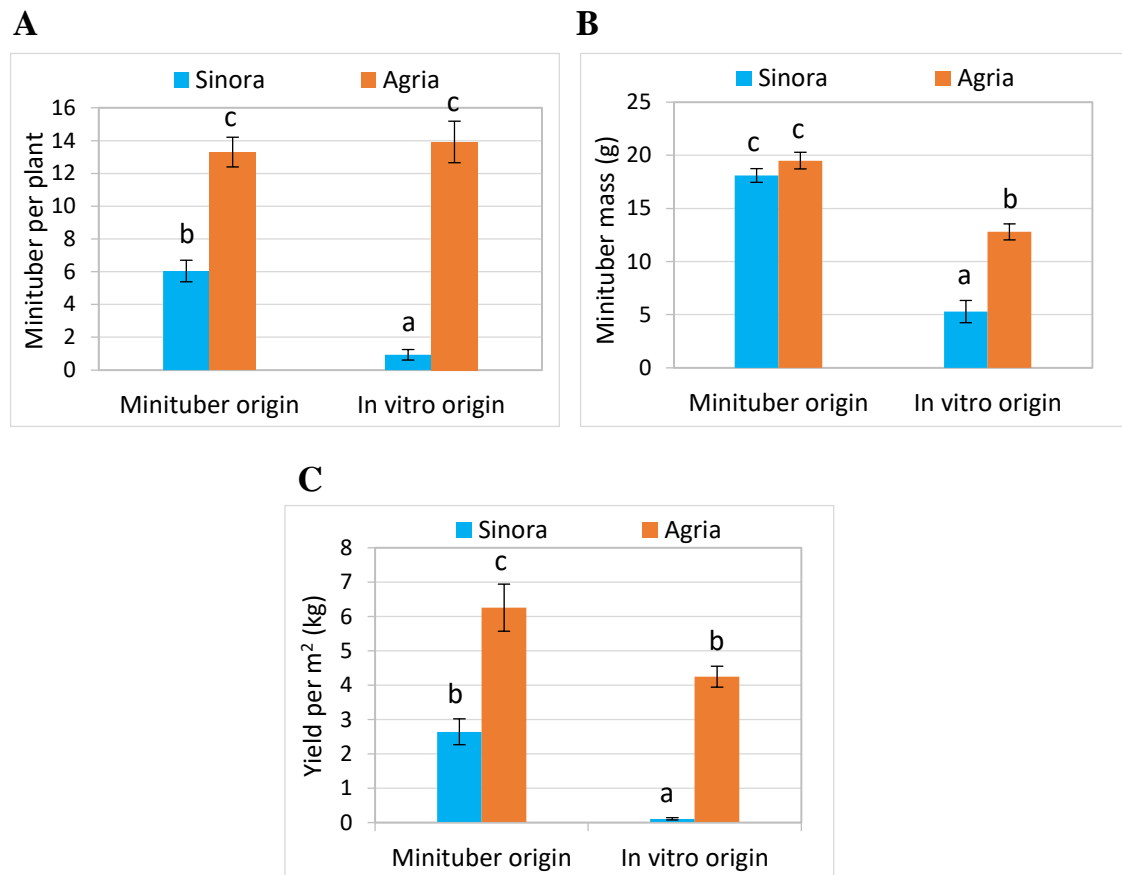 A
Sinora Agria
Minituber per plant
16
14
12
10
8
6
4
2
0
b
c
a
c
Minituber origin In vitro origin
B
Sinora Agria
Minituber mass (g)
25
20
15
10
5
0
c
c
a
b
Minituber origin In vitro origin
C
Sinora Agria
Yield per m² (kg)
8
7
6
5
4
3
2
1
0
b
c
a
b
Minituber origin In vitro origin